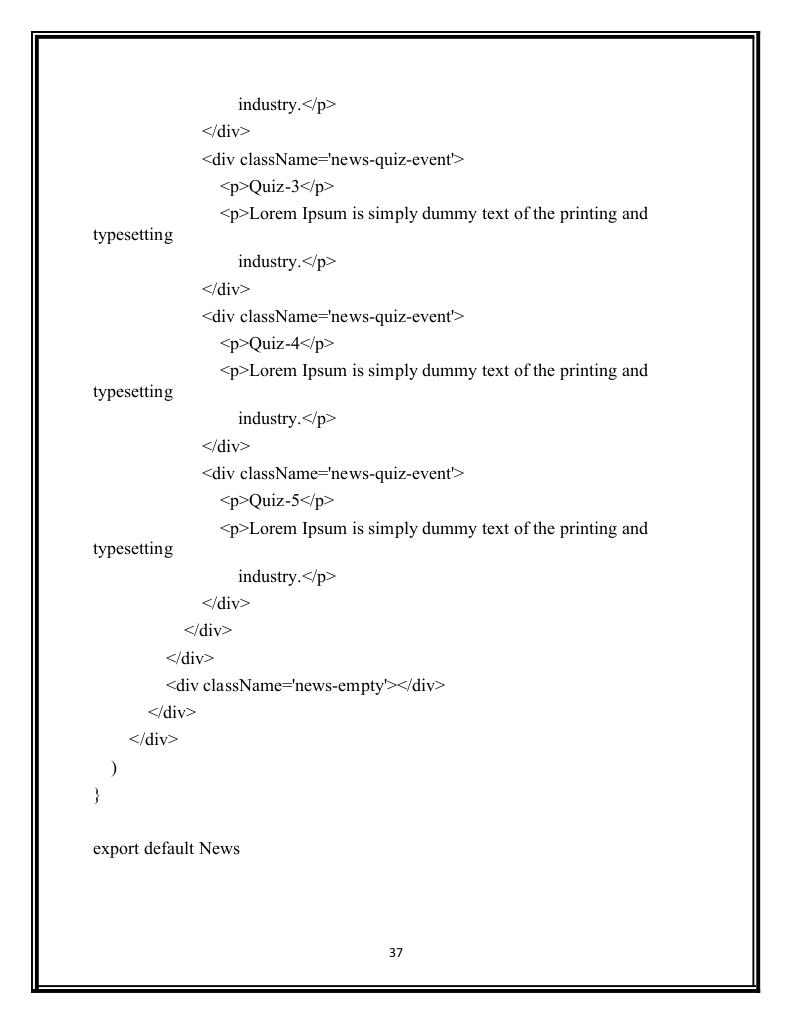 industry.</p>
</div>
<div className='news-quiz-event'>
<p>Quiz-3</p>
<p>Lorem Ipsum is simply dummy text of the printing and
typesetting
industry.</p>
</div>
<div className='news-quiz-event'>
<p>Quiz-4</p>
<p>Lorem Ipsum is simply dummy text of the printing and
typesetting
industry.</p>
</div>
<div className='news-quiz-event'>
<p>Quiz-5</p>
<p>Lorem Ipsum is simply dummy text of the printing and
typesetting
industry.</p>
</div>
</div>
</div>
<div className='news-empty'></div>
</div>
</div>
)
}
export default News
37